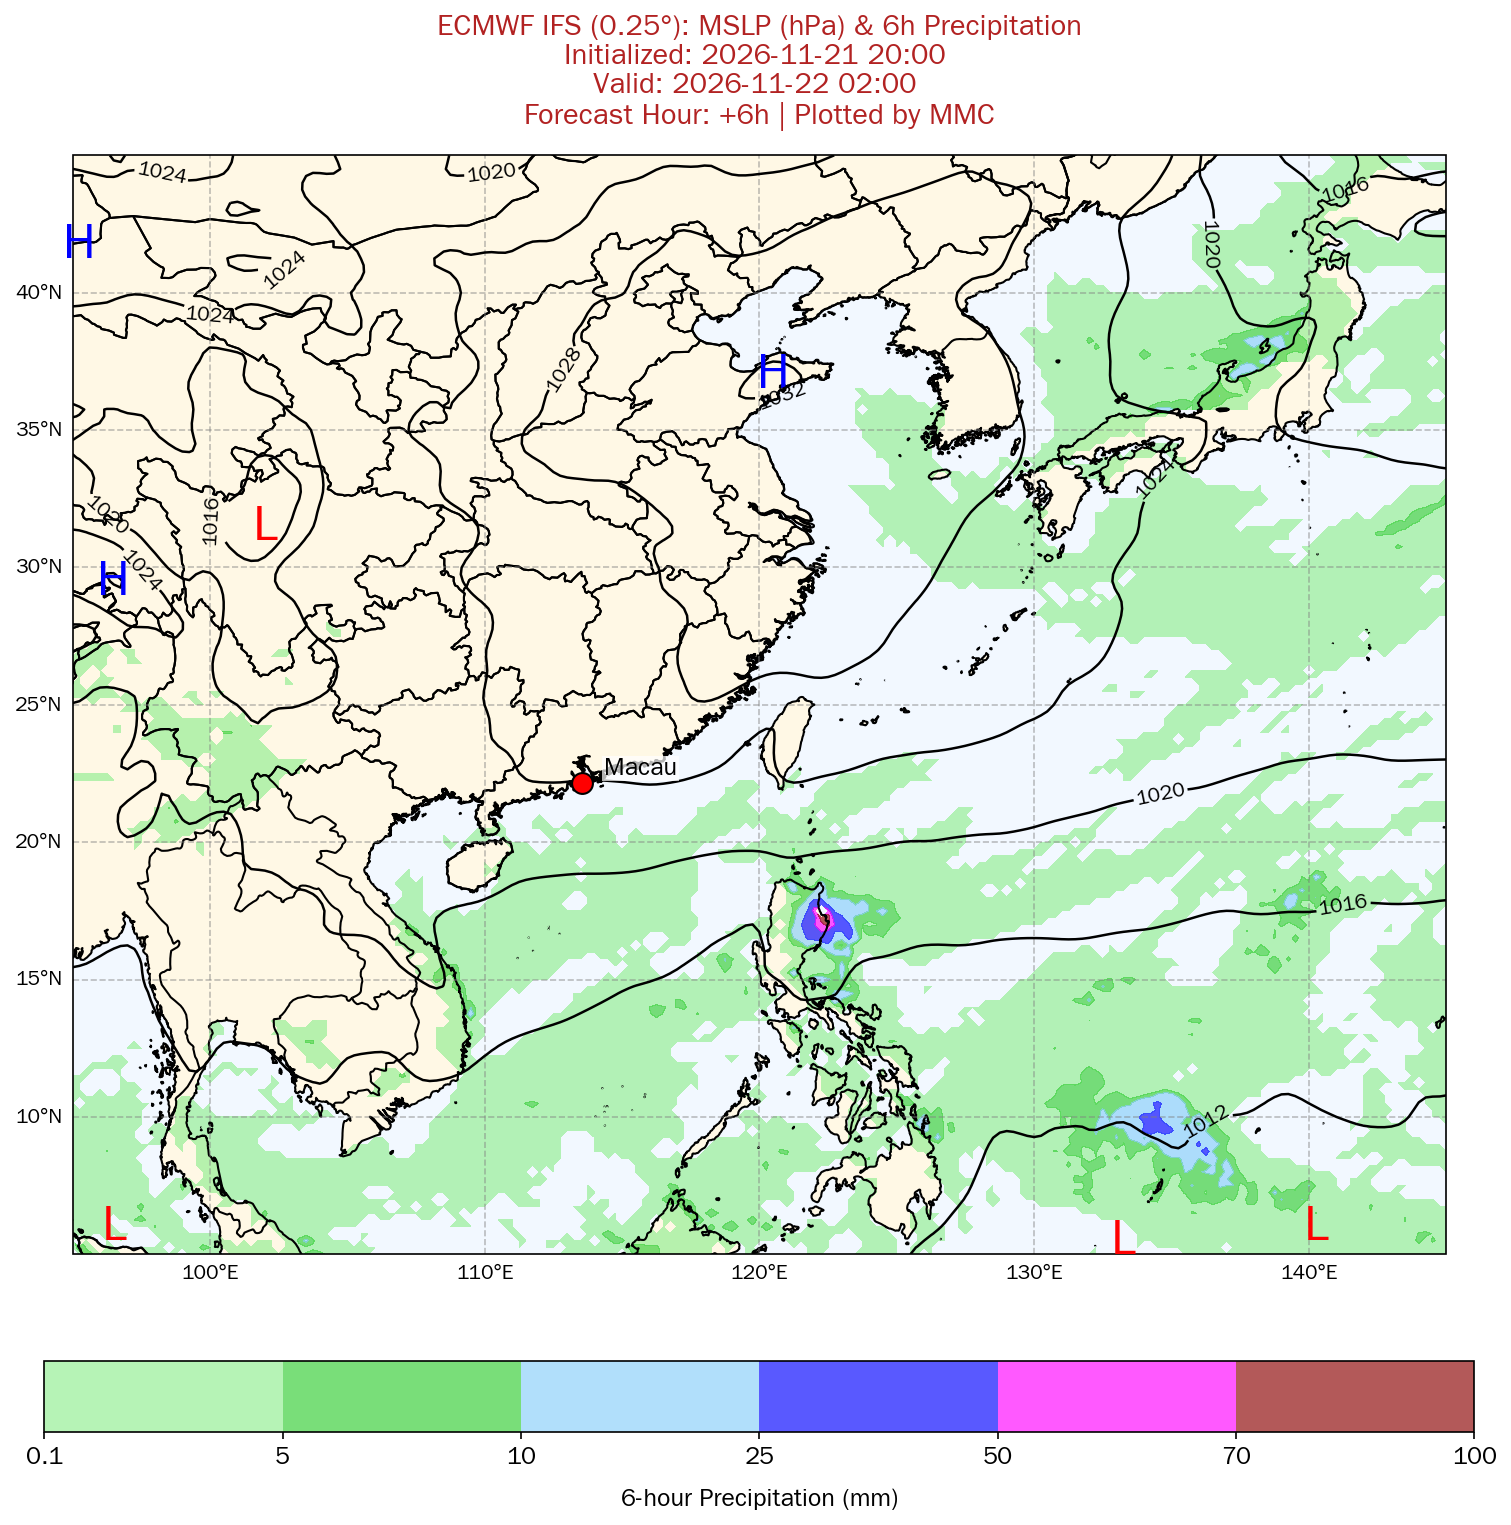 ECMWF IFS (0.25°): MSLP (hPa) & 6h Precipitation
Initialized: 2026-11-21 20:00
Valid: 2026-11-22 02:00
Forecast Hour: +6h | Plotted by MMC
1024
1020
1016
H
1020
1024
40°N
1024
1028
H
1032
35°N
1024
1020
1016
L
30°N
H
1024
25°N
Macau
1020
20°N
1016
15°N
10°N
1012
L
L
L
100°E
110°E
120°E
130°E
140°E
0.1
5
10
25
50
70
100
6-hour Precipitation (mm)